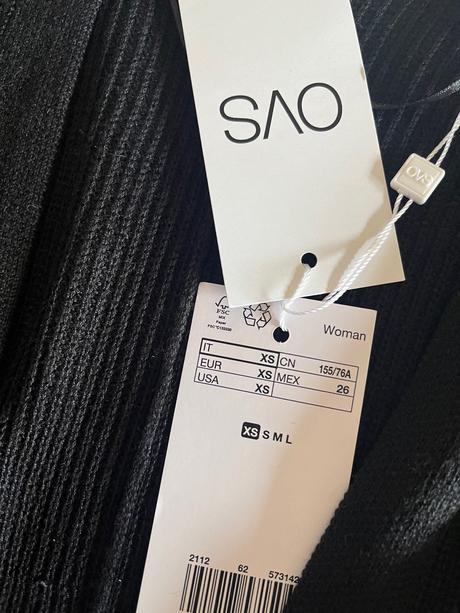 OVS
OVS
FSC
MIX
Paper
Woman
IT XS CN 155/76A
EUR XS MEX 26
USA XS
XS S M L
2112 62 573142